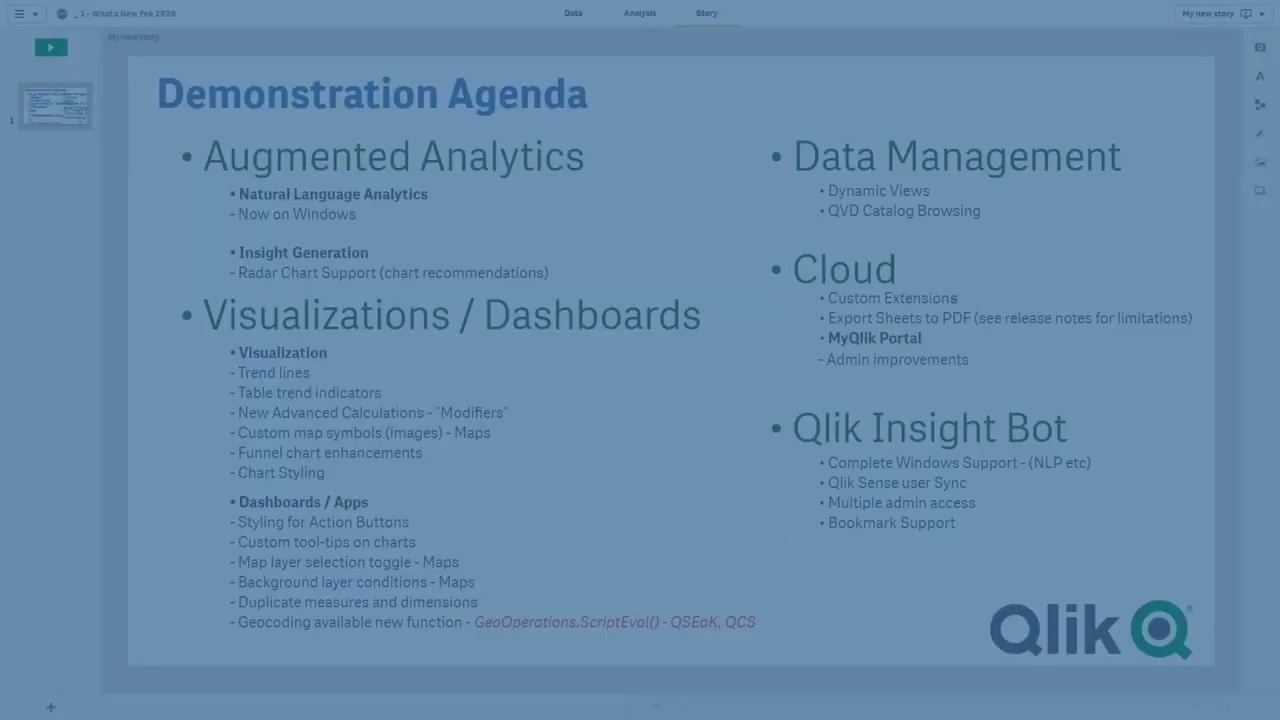 1 - What's New Feb 2020
Data
Analysis
Story
My new story
My new story
1
Demonstration Agenda
• Augmented Analytics
• Natural Language Analytics
- Now on Windows
• Insight Generation
- Radar Chart Support (chart recommendations)
• Visualizations / Dashboards
• Visualization
- Trend lines
- Table trend indicators
- New Advanced Calculations - "Modifiers"
- Custom map symbols (images) - Maps
- Funnel chart enhancements
- Chart Styling
• Dashboards / Apps
- Styling for Action Buttons
- Custom tool-tips on charts
- Map layer selection toggle - Maps
- Background layer conditions - Maps
- Duplicate measures and dimensions
- Geocoding available new function - GeoOperations.ScriptEval() - QSEoK, QCS
• Data Management
• Dynamic Views
• QVD Catalog Browsing
• Cloud
• Custom Extensions
• Export Sheets to PDF (see release notes for limitations)
• MyQlik Portal
- Admin improvements
• Qlik Insight Bot
• Complete Windows Support - (NLP etc)
• Qlik Sense user Sync
• Multiple admin access
• Bookmark Support
Qlik